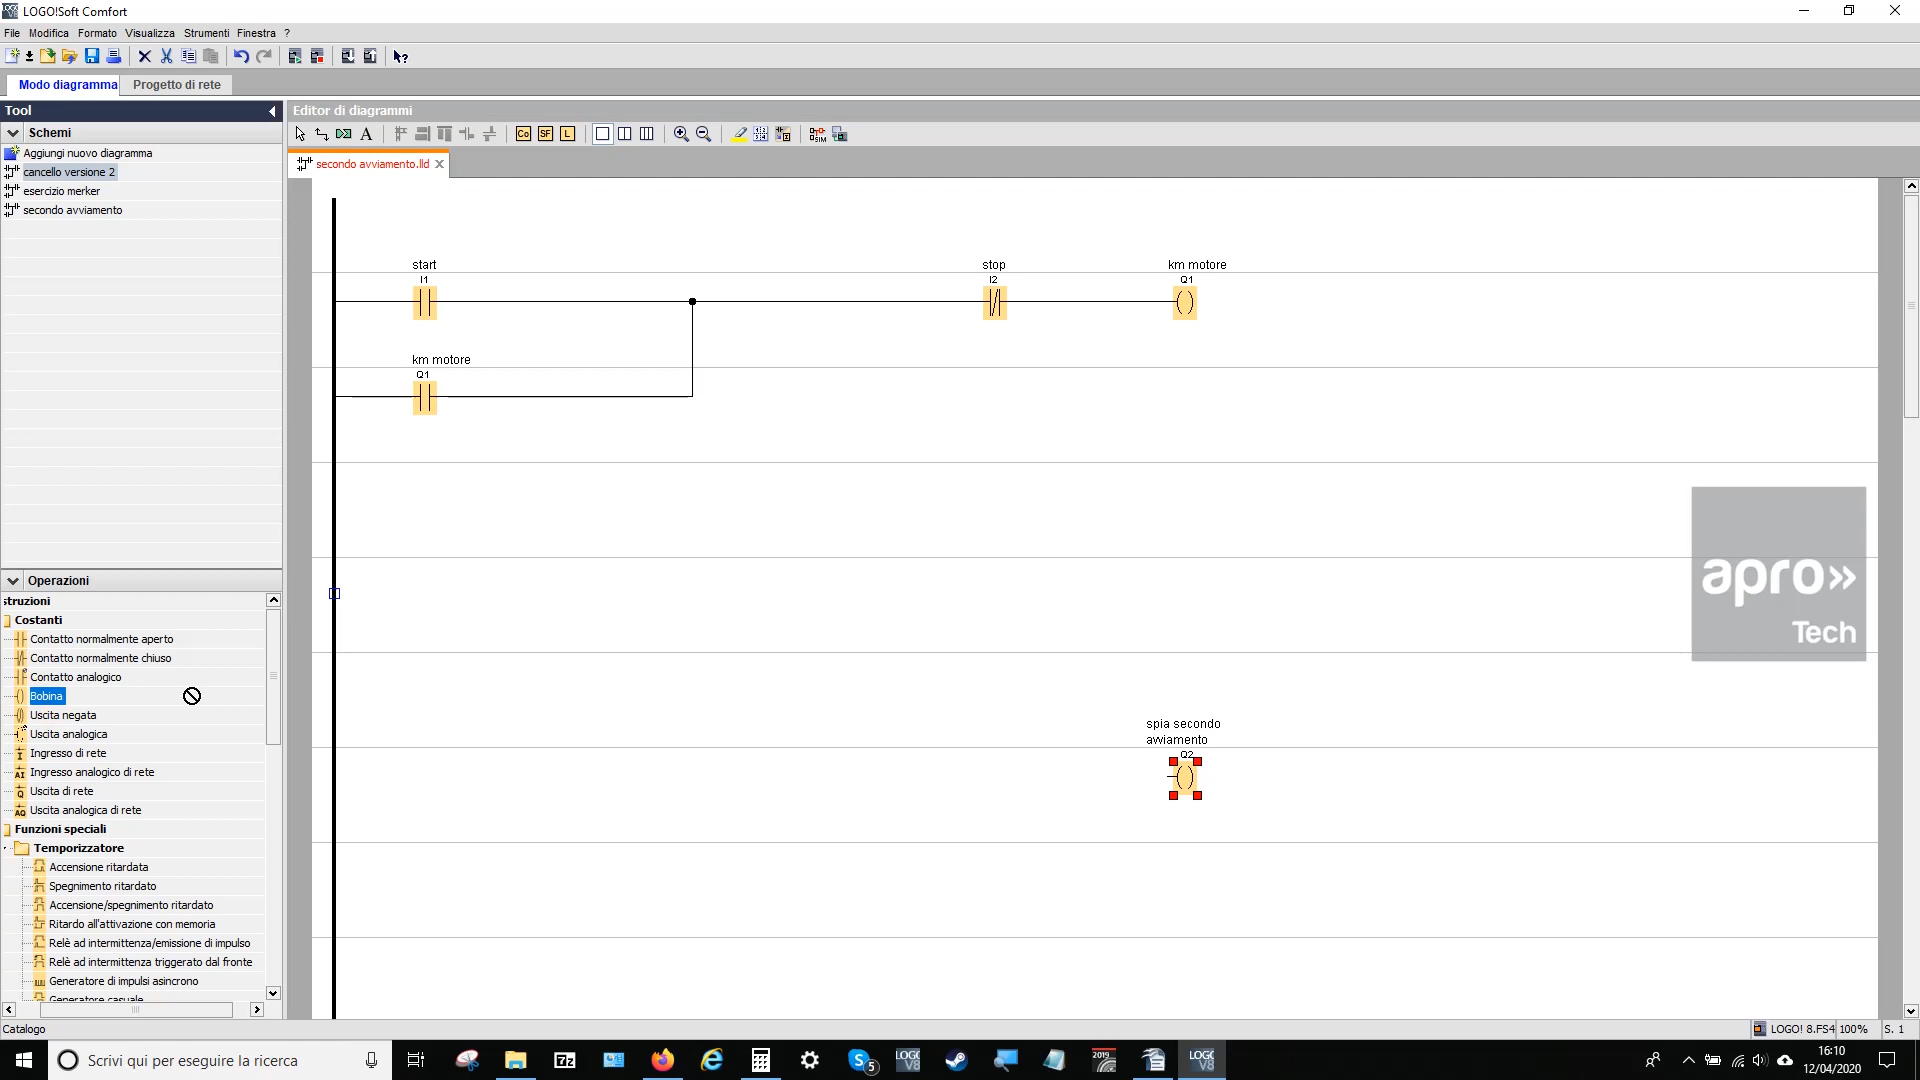 LOGO!Soft Comfort
File Modifica Formato Visualizza Strumenti Finestra ?
Modo diagramma Progetto di rete
Tool
Schemi
Aggiungi nuovo diagramma
cancello versione 2
esercizio merker
secondo avviamento
Operazioni
struzioni
Costanti
Contatto normalmente aperto
Contatto normalmente chiuso
Contatto analogico
Bobina
Uscita negata
Uscita analogica
Ingresso di rete
Ingresso analogico di rete
Uscita di rete
Uscita analogica di rete
Funzioni speciali
Temporizzatore
Accensione ritardata
Spegnimento ritardato
Accensione/spegnimento ritardato
Ritardo all'attivazione con memoria
Relè ad intermittenza/emissione di impulso
Relè ad intermittenza triggerato dal fronte
Generatore di impulsi asincrono
Generatore casuale
Catalogo
Editor di diagrammi
A Co SF L
secondo avviamento.lld
start
I1
stop
I2
km motore
Q1
km motore
Q1
spia secondo
avviamento
Q2
apro»
Tech
LOGO! 8.FS4 100% S. 1
Scrivi qui per eseguire la ricerca
16:10
12/04/2020